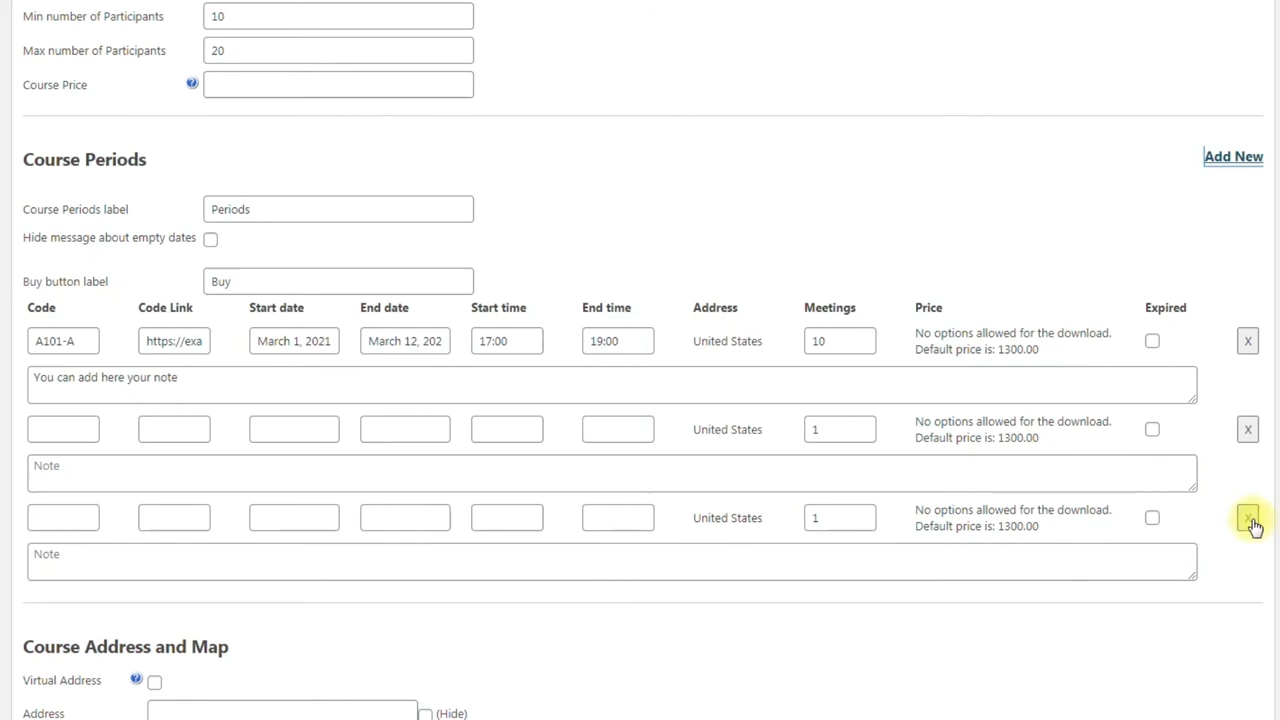 Min number of Participants 10
Max number of Participants 20
Course Price
Course Periods Add New
Course Periods label Periods
Hide message about empty dates
Buy button label Buy
Code Code Link Start date End date Start time End time Address Meetings Price Expired
A101-A https://exa March 1, 2021 March 12, 202 17:00 19:00 United States 10 No options allowed for the download. X
Default price is: 1300.00
You can add here your note
United States 1 No options allowed for the download. X
Default price is: 1300.00
Note
United States 1 No options allowed for the download. X
Default price is: 1300.00
Note
Course Address and Map
Virtual Address
Address (Hide)